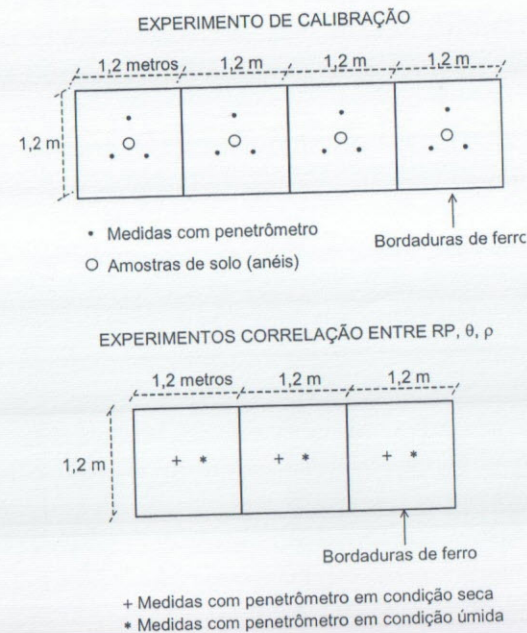 EXPERIMENTO DE CALIBRAÇÃO
1,2 metros 1,2 m 1,2 m 1,2 m
1,2 m
• Medidas com penetrômetro
O Amostras de solo (anéis)
Bordaduras de ferro
EXPERIMENTOS CORRELAÇÃO ENTRE RP, θ, ρ
1,2 metros 1,2 m 1,2 m
1,2 m
Bordaduras de ferro
+ Medidas com penetrômetro em condição seca
* Medidas com penetrômetro em condição úmida